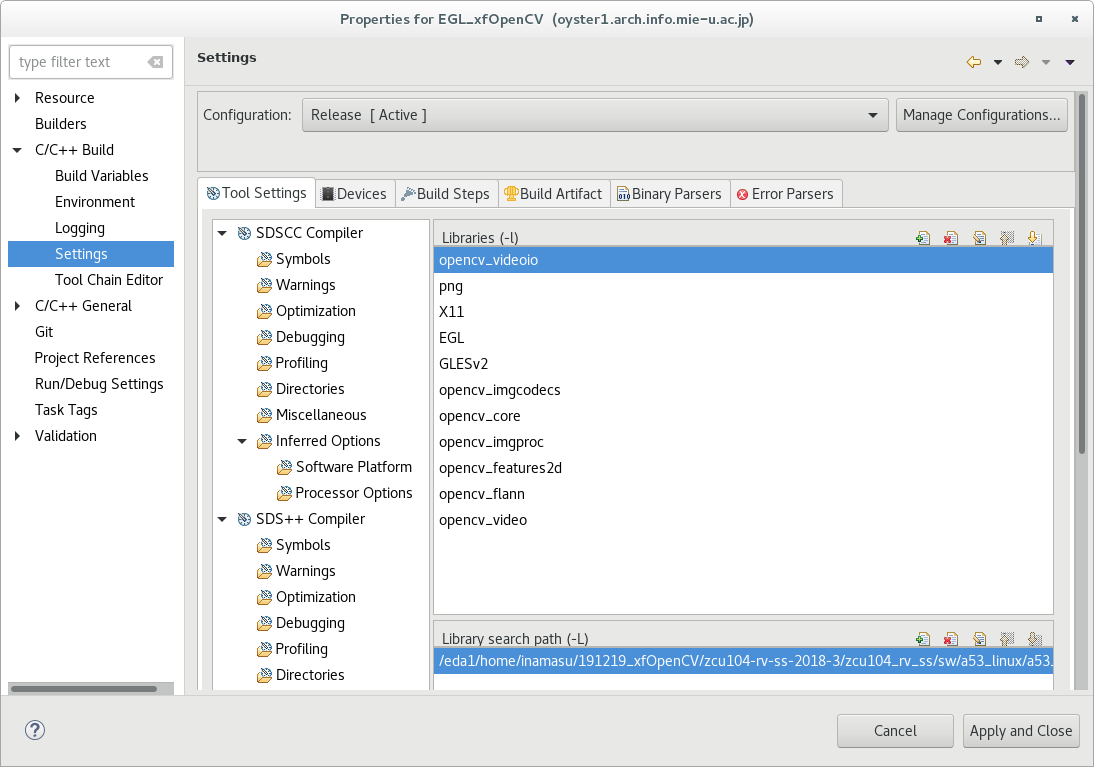 Properties for EGL_xfOpenCV (oyster1.arch.info.mie-u.ac.jp)
type filter text
Resource
Builders
C/C++ Build
Build Variables
Environment
Logging
Settings
Tool Chain Editor
C/C++ General
Git
Project References
Run/Debug Settings
Task Tags
Validation
Settings
Configuration:
Release [ Active ]
Manage Configurations...
Tool Settings
Devices
Build Steps
Build Artifact
Binary Parsers
Error Parsers
SDSCC Compiler
Symbols
Warnings
Optimization
Debugging
Profiling
Directories
Miscellaneous
Inferred Options
Software Platform
Processor Options
SDS++ Compiler
Symbols
Warnings
Optimization
Debugging
Profiling
Directories
Libraries (-l)
opencv_videoio
png
X11
EGL
GLESv2
opencv_imgcodecs
opencv_core
opencv_imgproc
opencv_features2d
opencv_flann
opencv_video
Library search path (-L)
/eda1/home/inamasu/191219_xfOpenCV/zcu104-rv-ss-2018-3/zcu104_rv_ss/sw/a53_linux/a53_
Cancel
Apply and Close